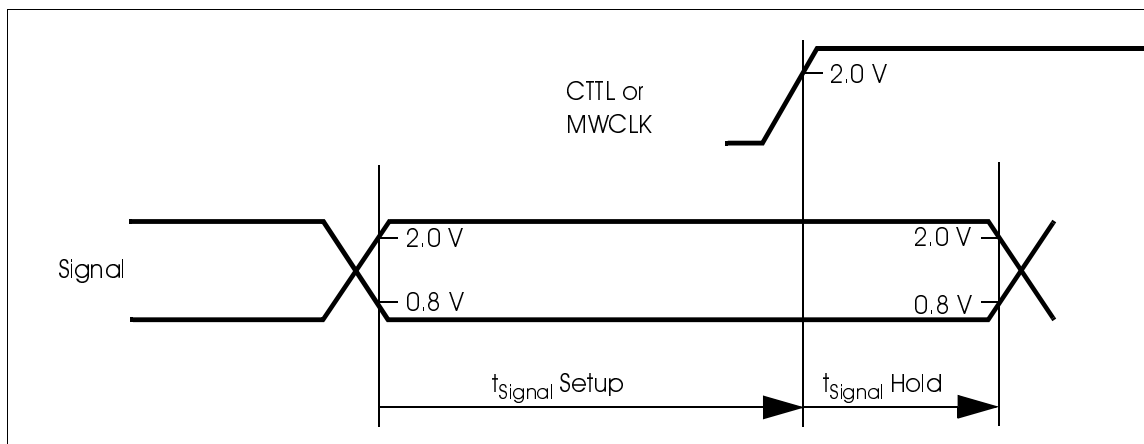 CTTL or
MWCLK
2.0 V
Signal
2.0 V
2.0 V
0.8 V
0.8 V
tSignal Setup
tSignal Hold